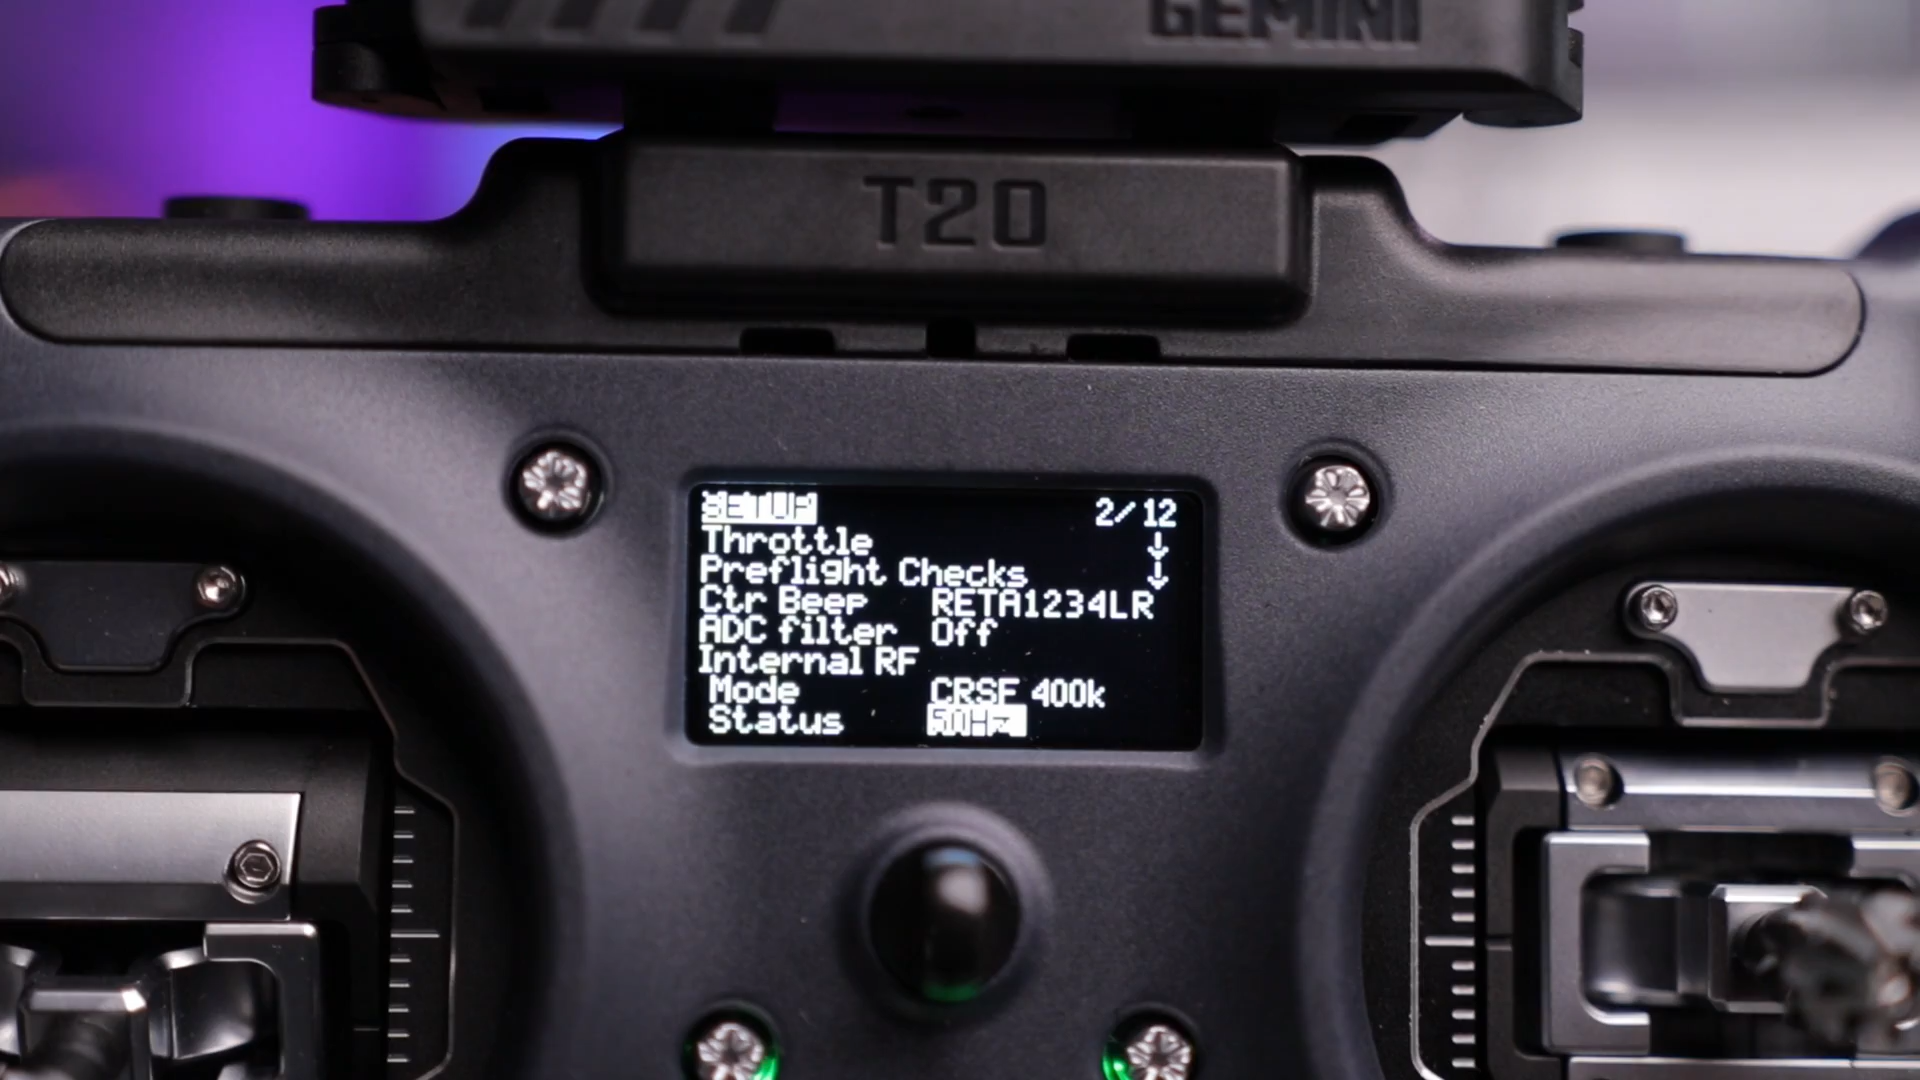 GEMINI
T20
SETUP 2/12
Throttle
Preflight Checks
Ctr Beep RETA1234LR
ADC filter Off
Internal RF
Mode CRSF 400k
Status